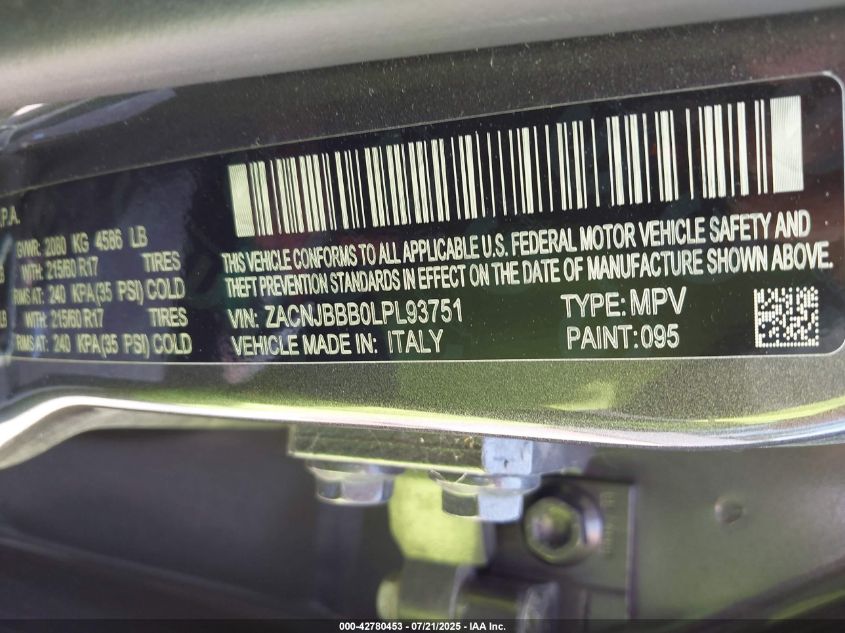 .P.A.
GVWR: 2080 KG 4586 LB
WITH: 215/60 R17 TIRES
RIMS AT: 240 KPA(35 PSI) COLD
WITH: 215/60 R17 TIRES
RIMS AT: 240 KPA(35 PSI) COLD
THIS VEHICLE CONFORMS TO ALL APPLICABLE U.S. FEDERAL MOTOR VEHICLE SAFETY AND
THEFT PREVENTION STANDARDS IN EFFECT ON THE DATE OF MANUFACTURE SHOWN ABOVE.
VIN: ZACNJBBB0LPL93751 TYPE: MPV
VEHICLE MADE IN: ITALY PAINT: 095
000-42780453 - 07/21/2025 - IAA Inc.